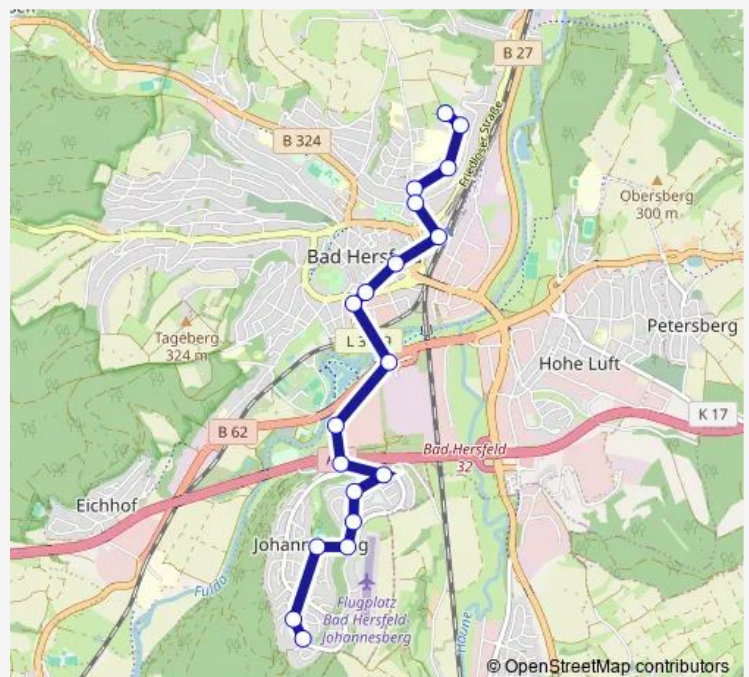 B 27
B 324
Friedloser Straße
Obersberg
300 m
Bad Hersf
Tageberg
324 m
L 3
Petersberg
Hohe Luft
B 62
K 17
Bad Hersfeld
32
A
Eichhof
Johann
g
Fulda
Flugplatz
Bad Hersfeld-
Johannesberg
Haune
© OpenStreetMap contributors